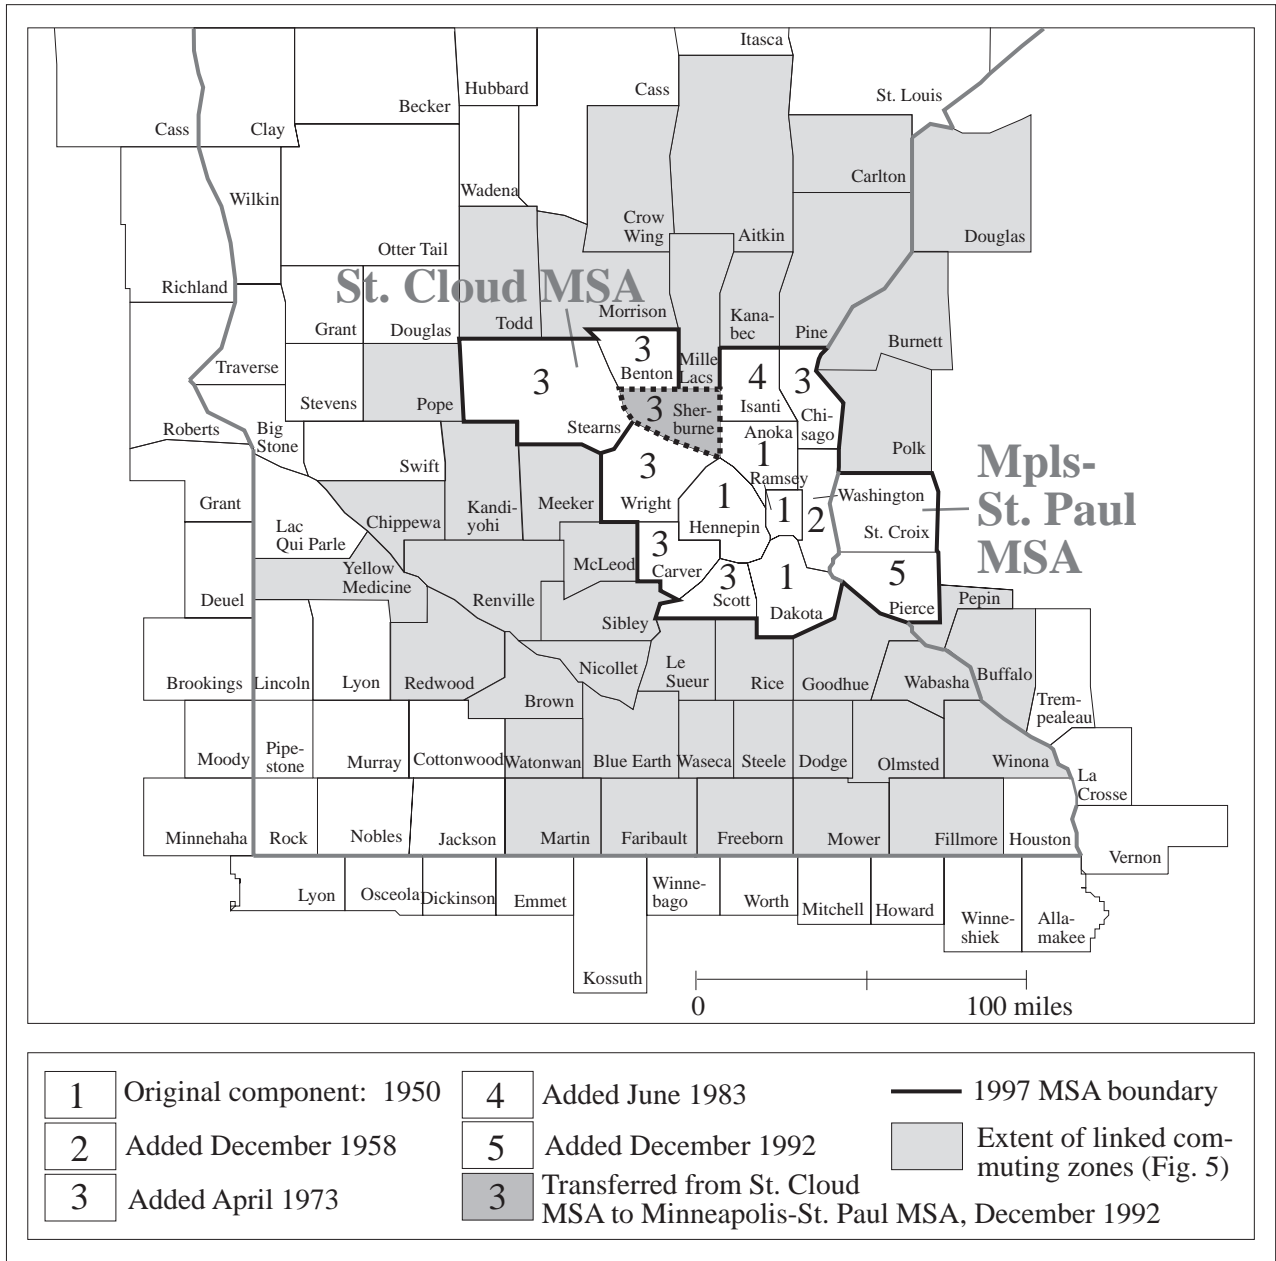 Itasca
Hubbard
Cass
St. Louis
Becker
Cass
Clay
Carlton
Wadena
Wilkin
Crow
Wing
Aitkin
Douglas
Otter Tail
Richland
St. Cloud MSA
Morrison
Kana-
bec
Grant
Douglas
Todd
Pine
Burnett
3
Benton
Mille
Lacs
Traverse
3
4
3
Stevens
Pope
3
Sher-
burne
Isanti
Chi-
sago
Roberts
Big
Stone
Stearns
Anoka
1
Polk
Swift
3
Ramsey
Mpls-
St. Paul
MSA
Grant
Wright
1
Hennepin
1
2
Washington
St. Croix
Chippewa
Kandi-
yohi
Meeker
Lac
Qui Parle
3
Carver
Yellow
Medicine
McLeod
3
Scott
1
Dakota
5
Pierce
Deuel
Renville
Pepin
Sibley
Brookings
Lincoln
Lyon
Redwood
Nicollet
Le
Sueur
Rice
Goodhue
Wabasha
Buffalo
Brown
Trem-
pealeau
Moody
Pipe-
stone
Murray
Cottonwood
Watonwan
Blue Earth
Waseca
Steele
Dodge
Olmsted
Winona
La
Crosse
Minnehaha
Rock
Nobles
Jackson
Martin
Faribault
Freeborn
Mower
Fillmore
Houston
Vernon
Lyon
Osceola
Dickinson
Emmet
Winne-
bago
Worth
Mitchell
Howard
Winne-
shiek
Alla-
makee
Kossuth
0
100 miles
1 Original component: 1950
2 Added December 1958
3 Added April 1973
4 Added June 1983
5 Added December 1992
3 Transferred from St. Cloud
MSA to Minneapolis-St. Paul MSA, December 1992
1997 MSA boundary
Extent of linked com-
muting zones (Fig. 5)